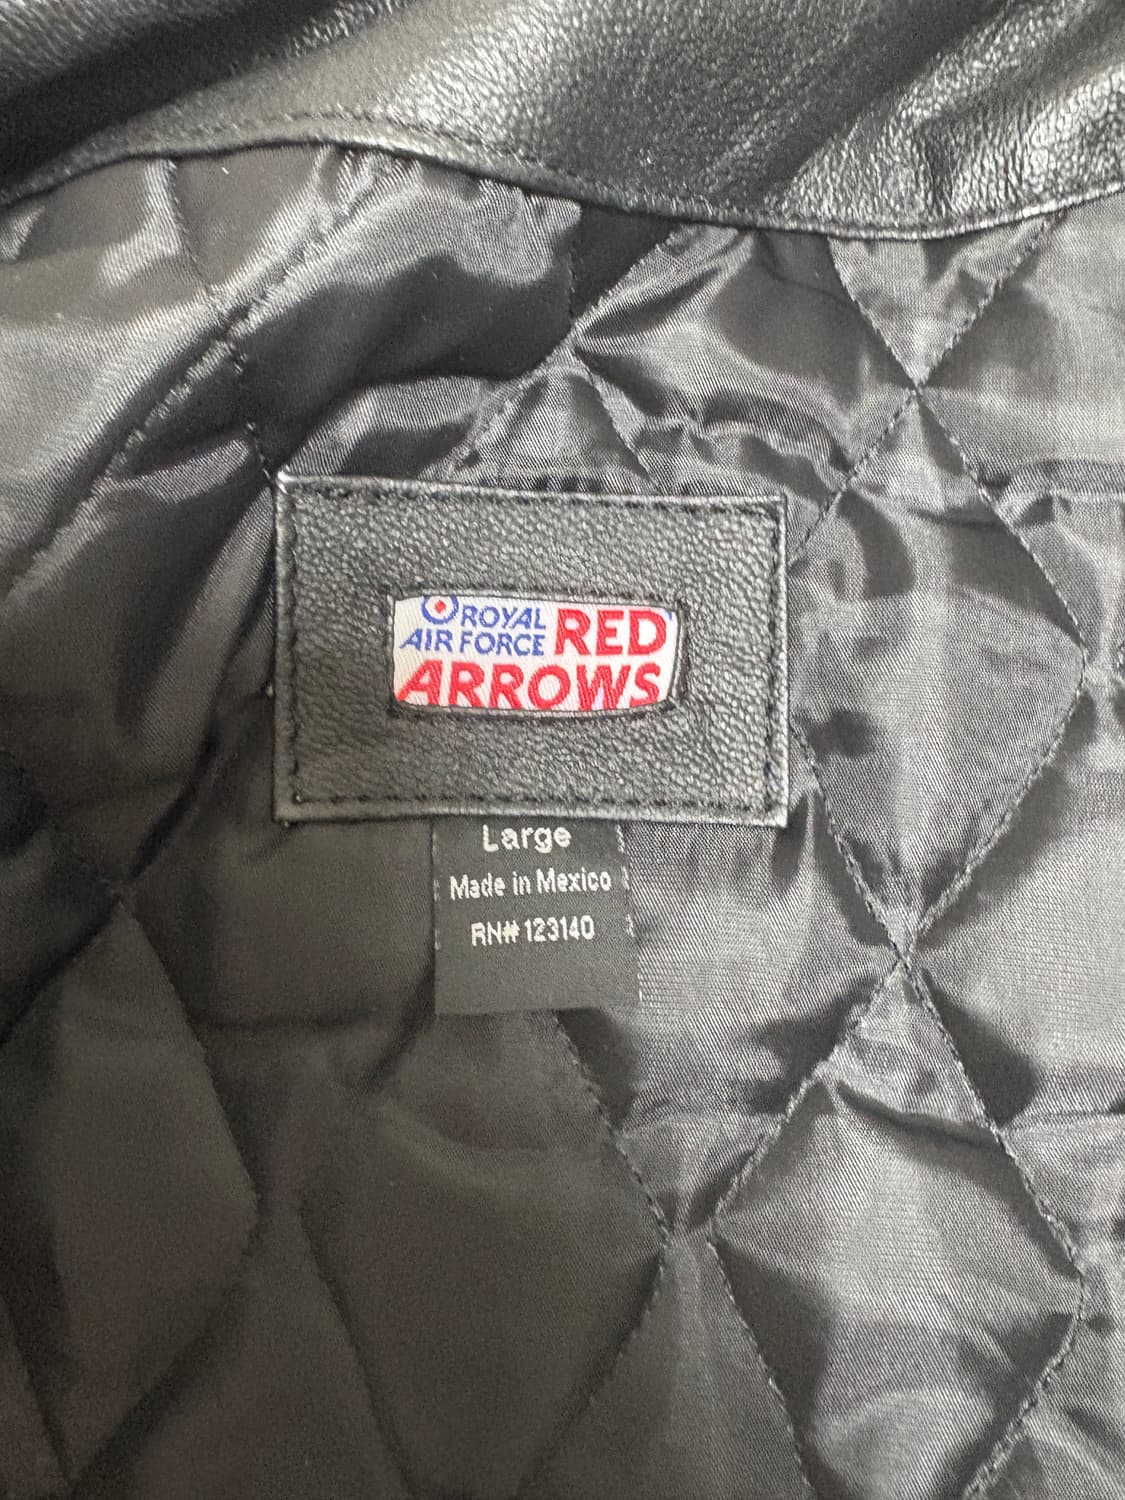 ROYAL RED
AIR FORCE
ARROWS
Large
Made in Mexico
RN# 123140